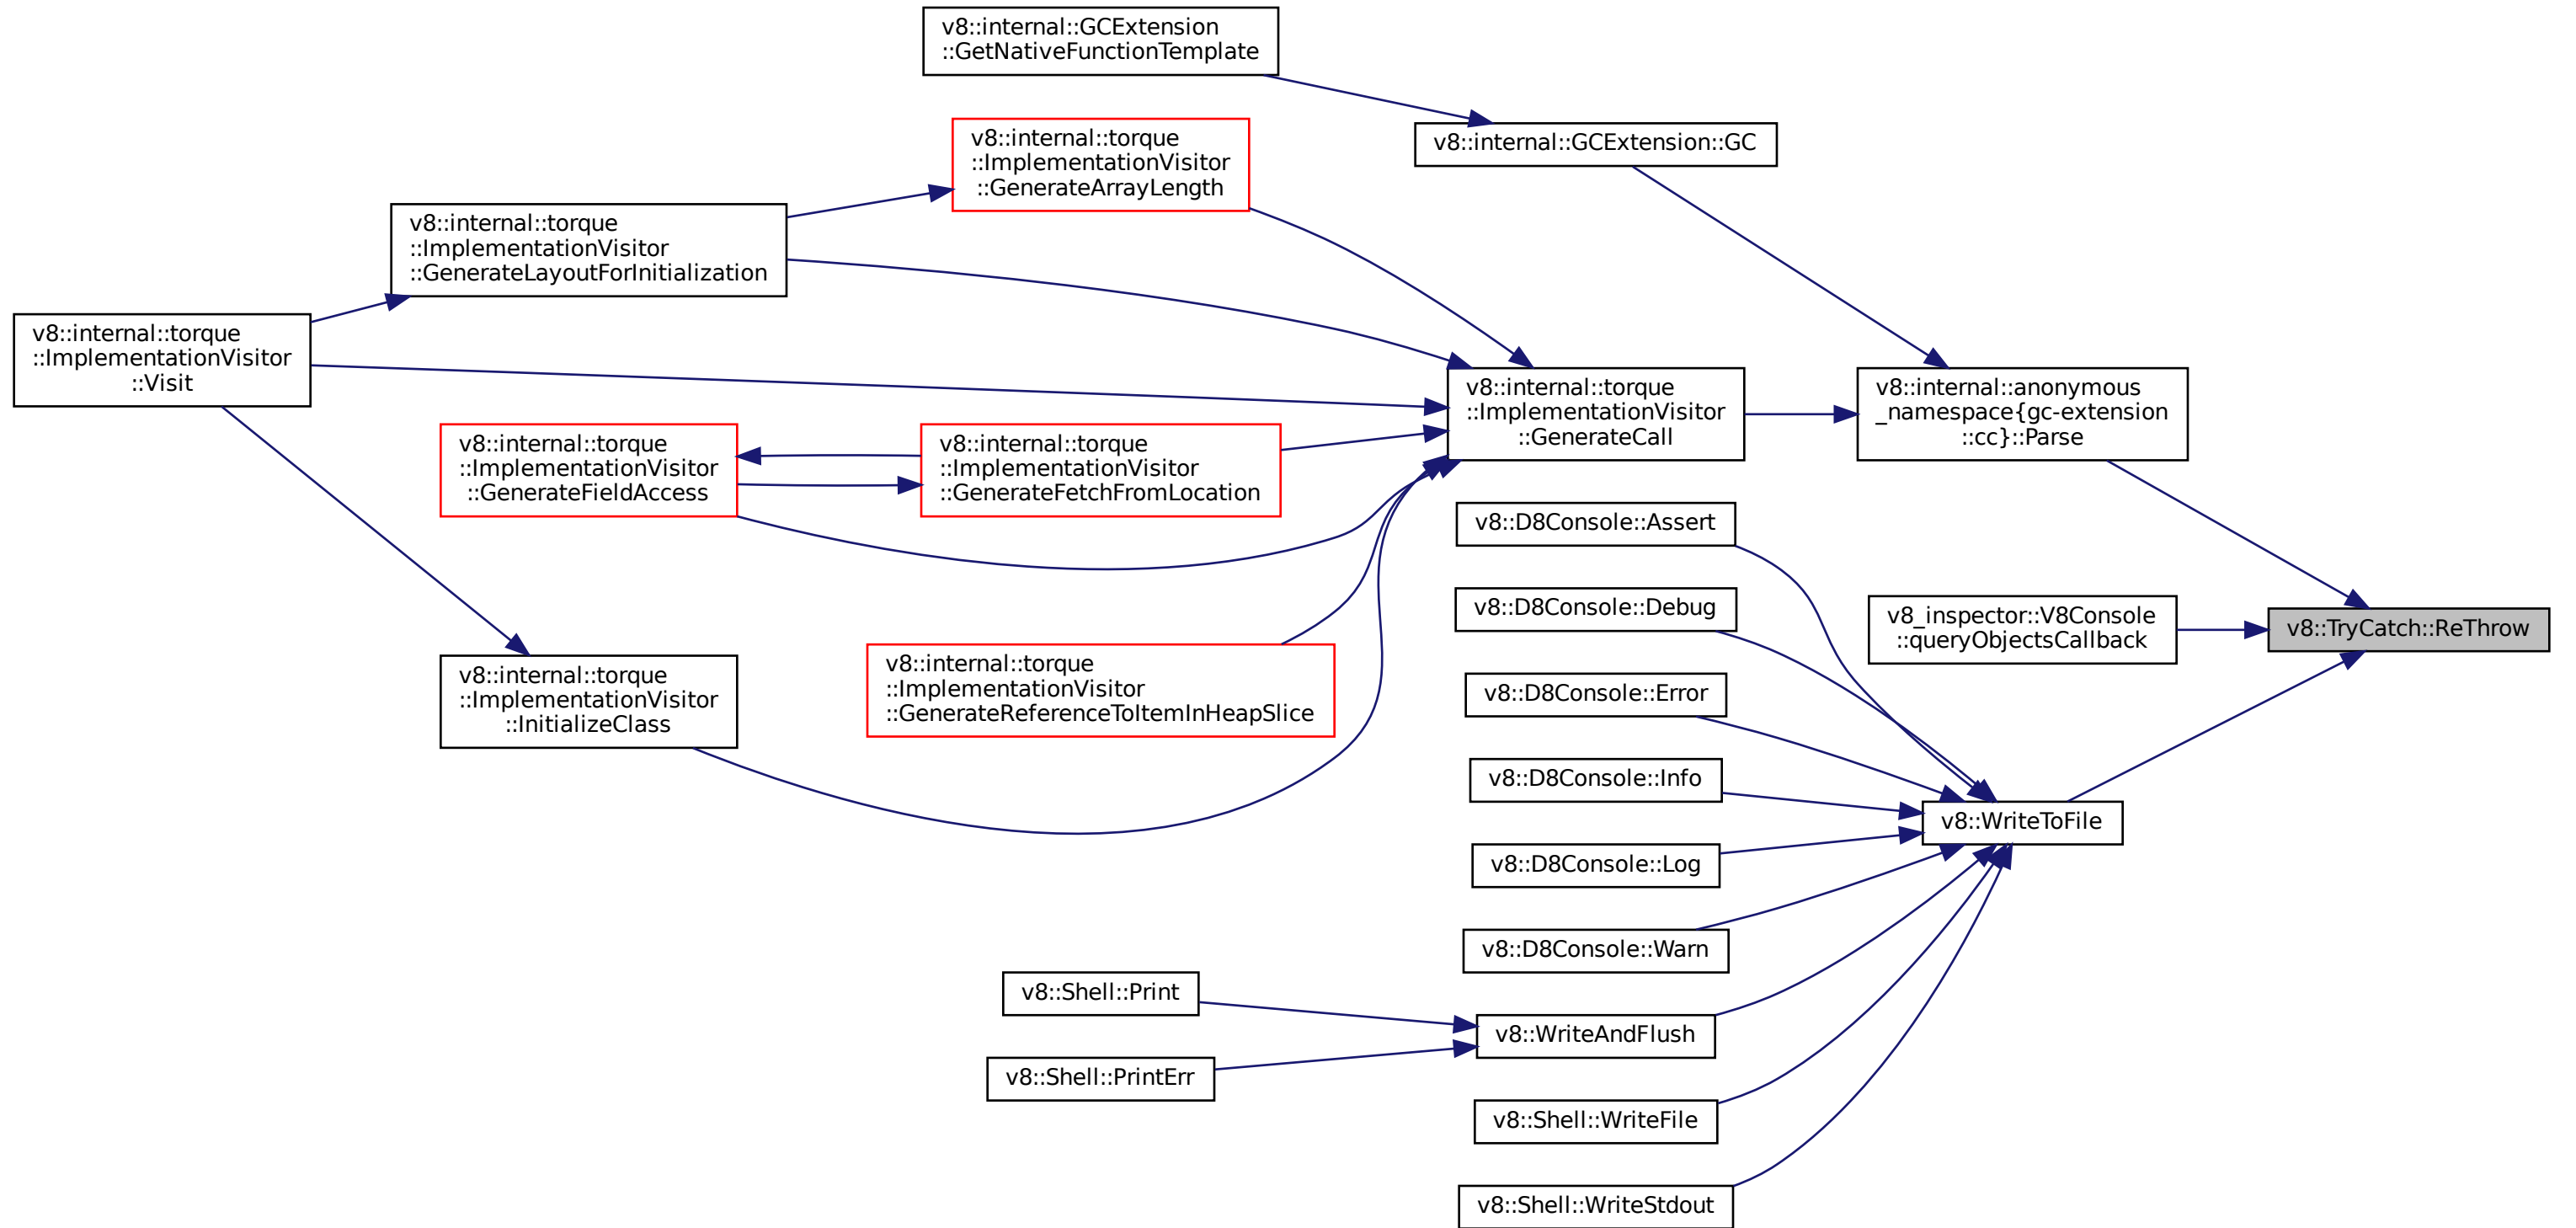 v8::internal::GCExtension
::GetNativeFunctionTemplate
v8::internal::torque
::ImplementationVisitor
::GenerateArrayLength
v8::internal::GCExtension::GC
v8::internal::torque
::ImplementationVisitor
::GenerateLayoutForInitialization
v8::internal::torque
::ImplementationVisitor
::Visit
v8::internal::torque
::ImplementationVisitor
::GenerateCall
v8::internal::anonymous
_namespace{gc-extension
::cc}::Parse
v8::internal::torque
::ImplementationVisitor
::GenerateFieldAccess
v8::internal::torque
::ImplementationVisitor
::GenerateFetchFromLocation
v8::D8Console::Assert
v8::D8Console::Debug
v8_inspector::V8Console
::queryObjectsCallback
v8::TryCatch::ReThrow
v8::internal::torque
::ImplementationVisitor
::InitializeClass
v8::internal::torque
::ImplementationVisitor
::GenerateReferenceToItemInHeapSlice
v8::D8Console::Error
v8::D8Console::Info
v8::WriteToFile
v8::D8Console::Log
v8::D8Console::Warn
v8::Shell::Print
v8::WriteAndFlush
v8::Shell::PrintErr
v8::Shell::WriteFile
v8::Shell::WriteStdout